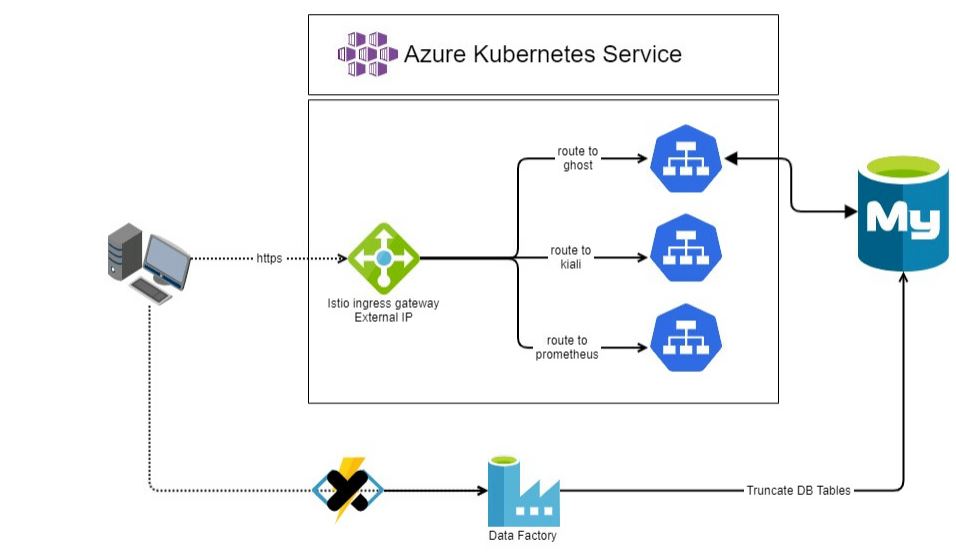 Azure Kubernetes Service
route to
ghost
https
Istio ingress gateway
External IP
route to
kiali
route to
prometheus
My
Truncate DB Tables
Data Factory